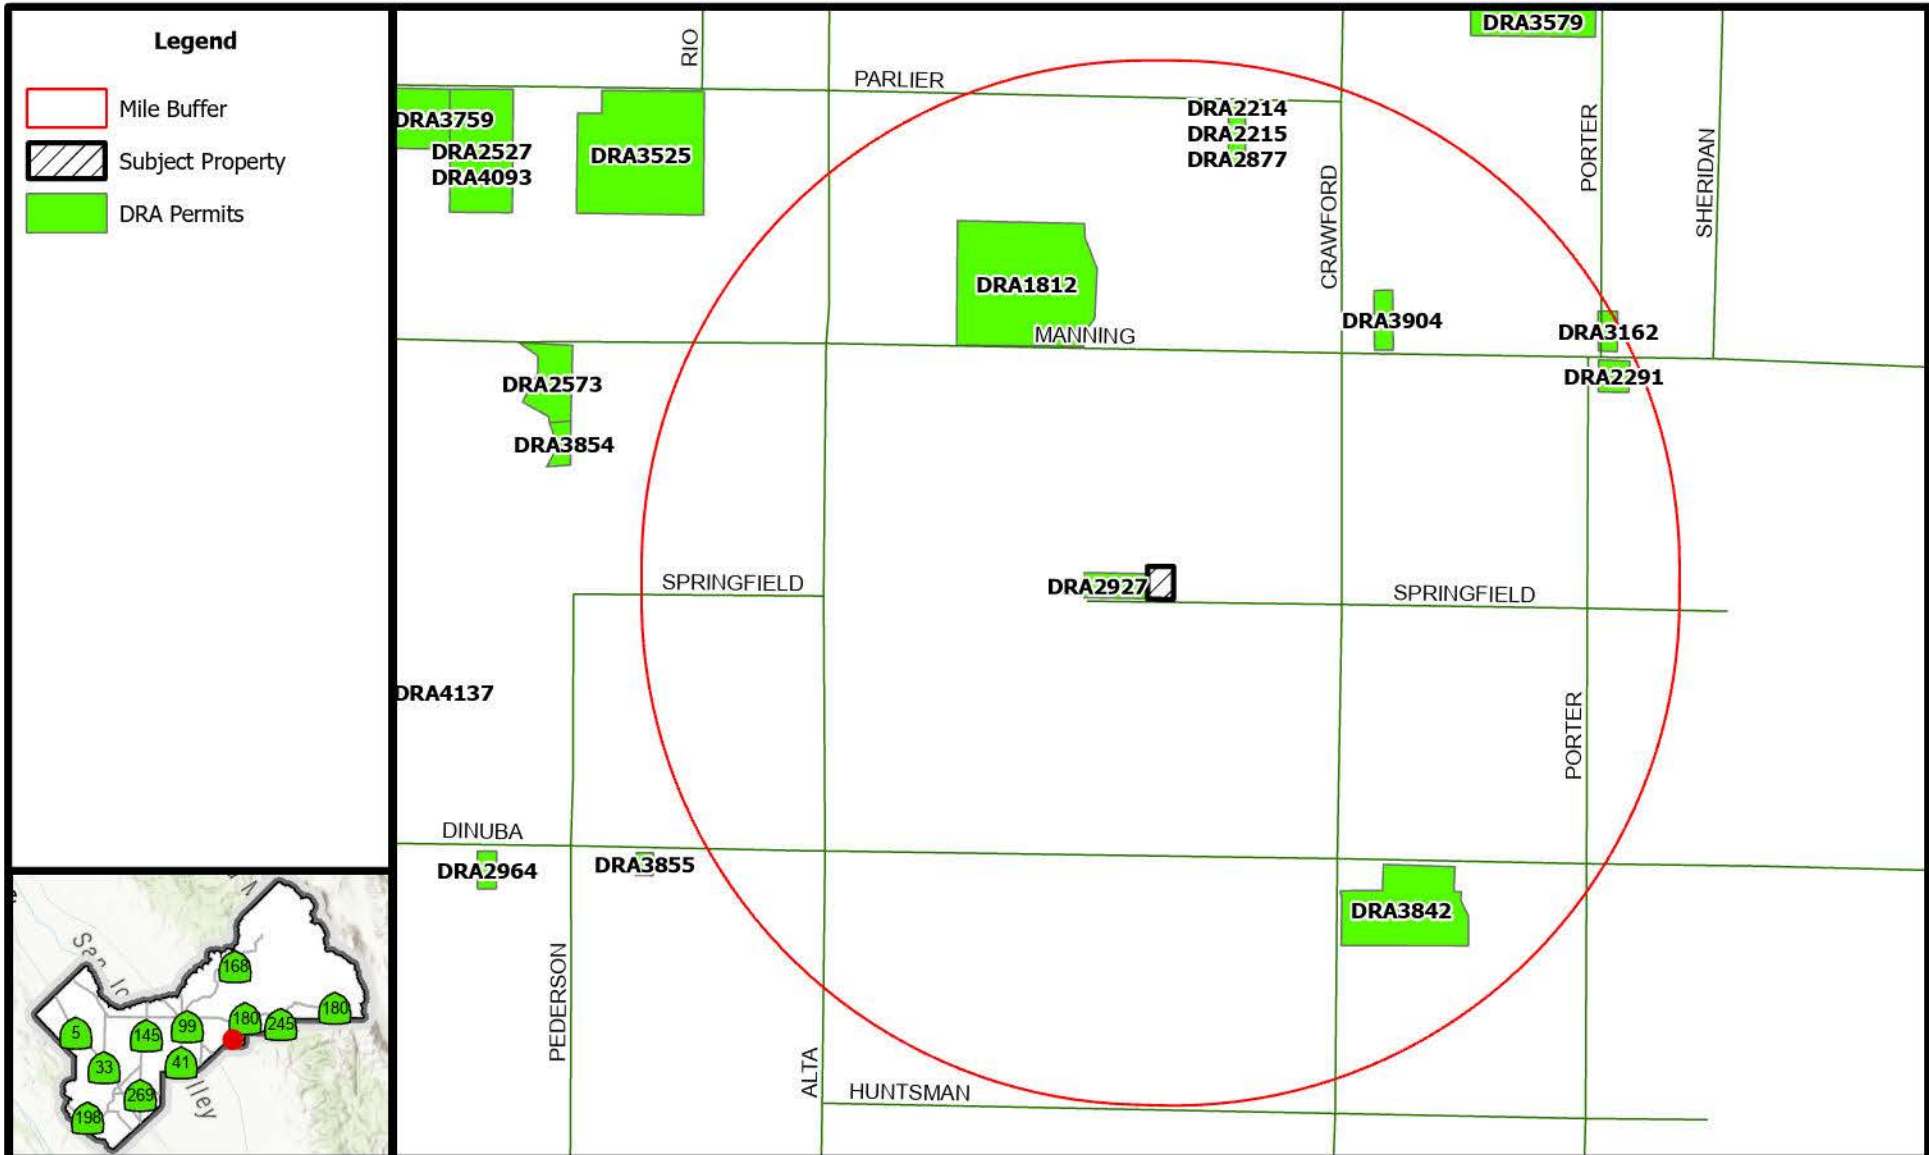 Legend
Mile Buffer
Subject Property
DRA Permits
RIO
PARLIER
DRA3579
DRA3759
DRA2527
DRA4093
DRA3525
DRA2214
DRA2215
DRA2877
CRAWFORD
PORTER
SHERIDAN
DRA1812
MANNING
DRA3904
DRA3162
DRA2291
DRA2573
DRA3854
SPRINGFIELD
DRA2927
SPRINGFIELD
DRA4137
PORTER
DINUBA
DRA2964
DRA3855
DRA3842
PEDERSON
ALTA
HUNTSMAN
168
180
180
245
99
145
5
33
41
269
198
lley